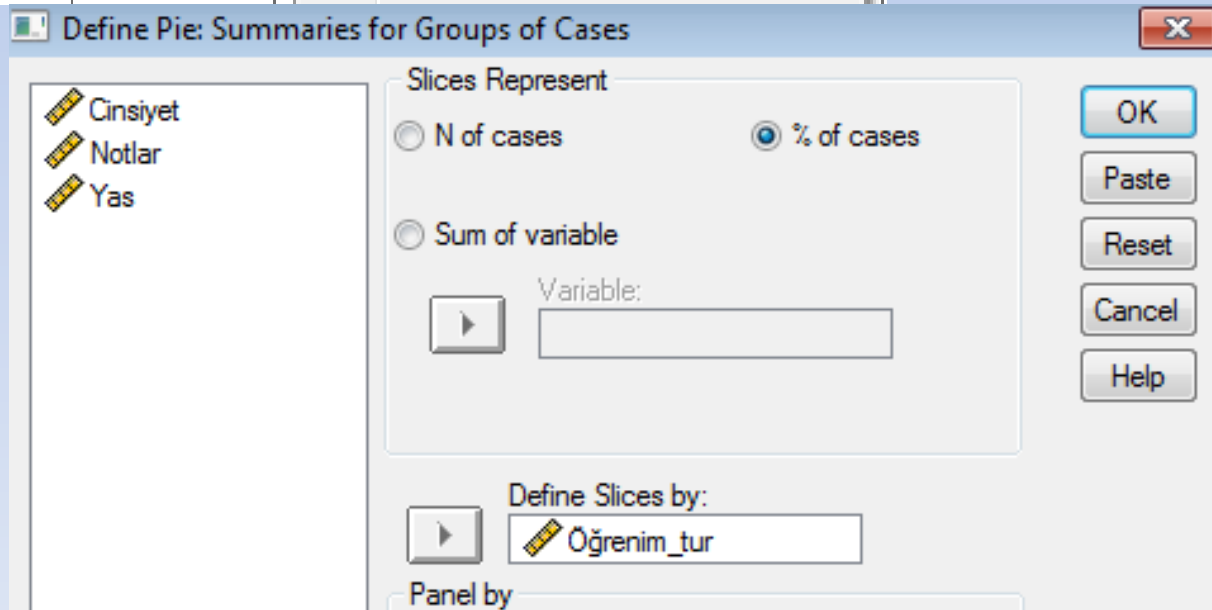 Define Pie: Summaries for Groups of Cases
Cinsiyet
Notlar
Yas
Slices Represent
N of cases
% of cases
Sum of variable
Variable:
Define Slices by:
Öğrenim_tur
Panel by
OK
Paste
Reset
Cancel
Help